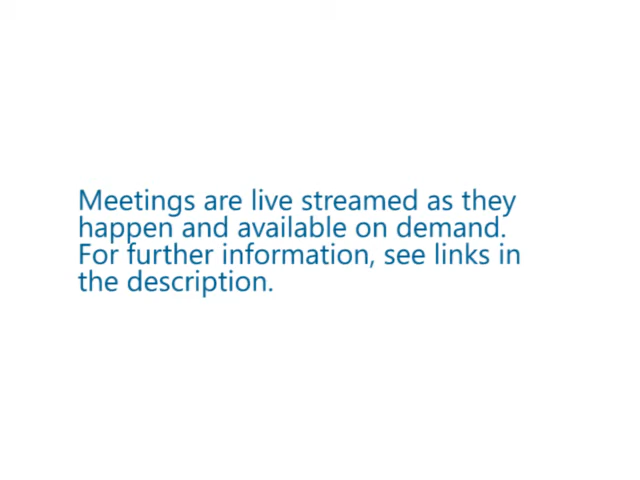 Meetings are live streamed as they
happen and available on demand.
For further information, see links in
the description.